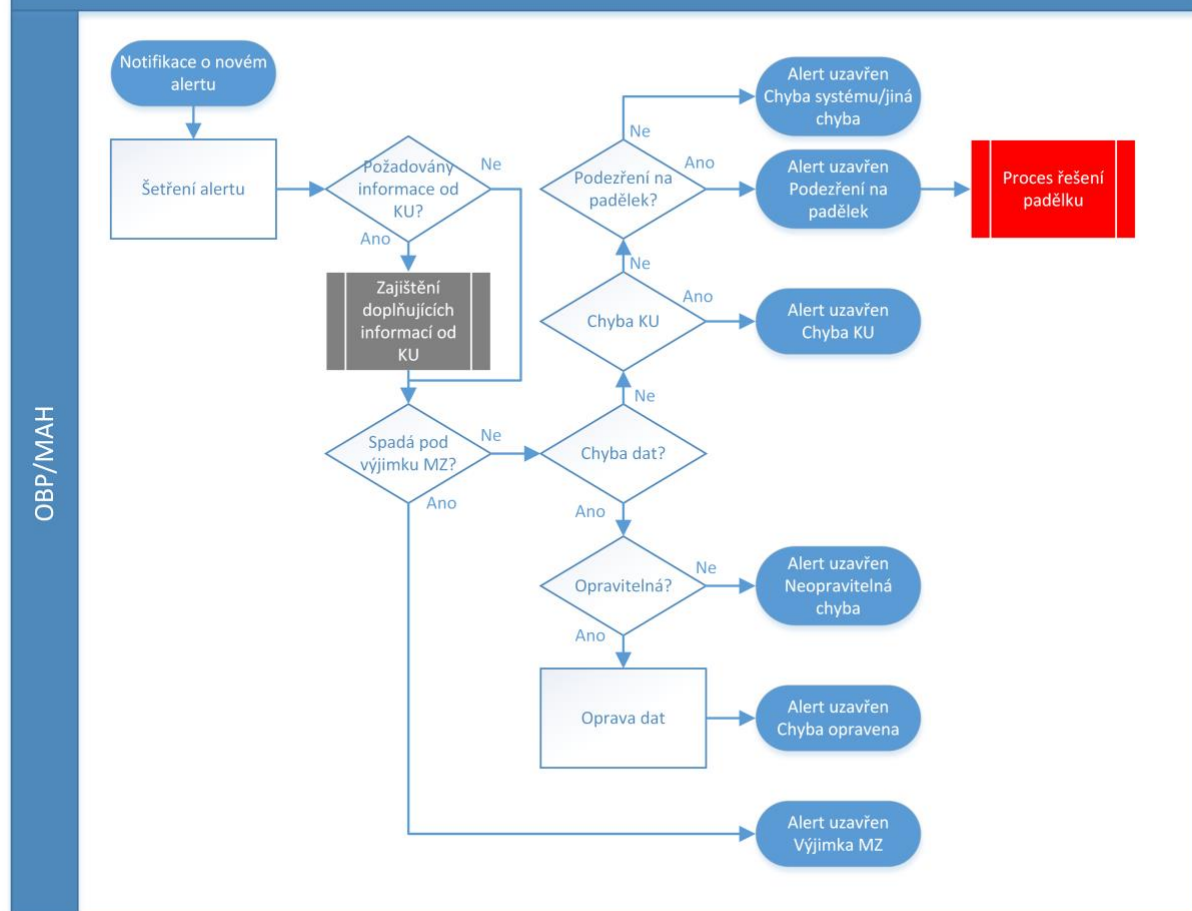 OBP/MAH
Notifikace o novém
alertu
Šetření alertu
Požadovány
informace od
KU?
Ne
Ano
Zajištění
doplňujících
informací od
KU
Spadá pod
výjimku MZ?
Ne
Ano
Chyba dat?
Ne
Ano
Chyba KU
Ne
Ano
Podezření na
padělek?
Ne
Ano
Alert uzavřen
Chyba systému/jiná
chyba
Alert uzavřen
Podezření na
padělek
Proces řešení
padělku
Alert uzavřen
Chyba KU
Opravitelná?
Ne
Ano
Alert uzavřen
Neopravitelná
chyba
Oprava dat
Alert uzavřen
Chyba opravena
Alert uzavřen
Výjimka MZ